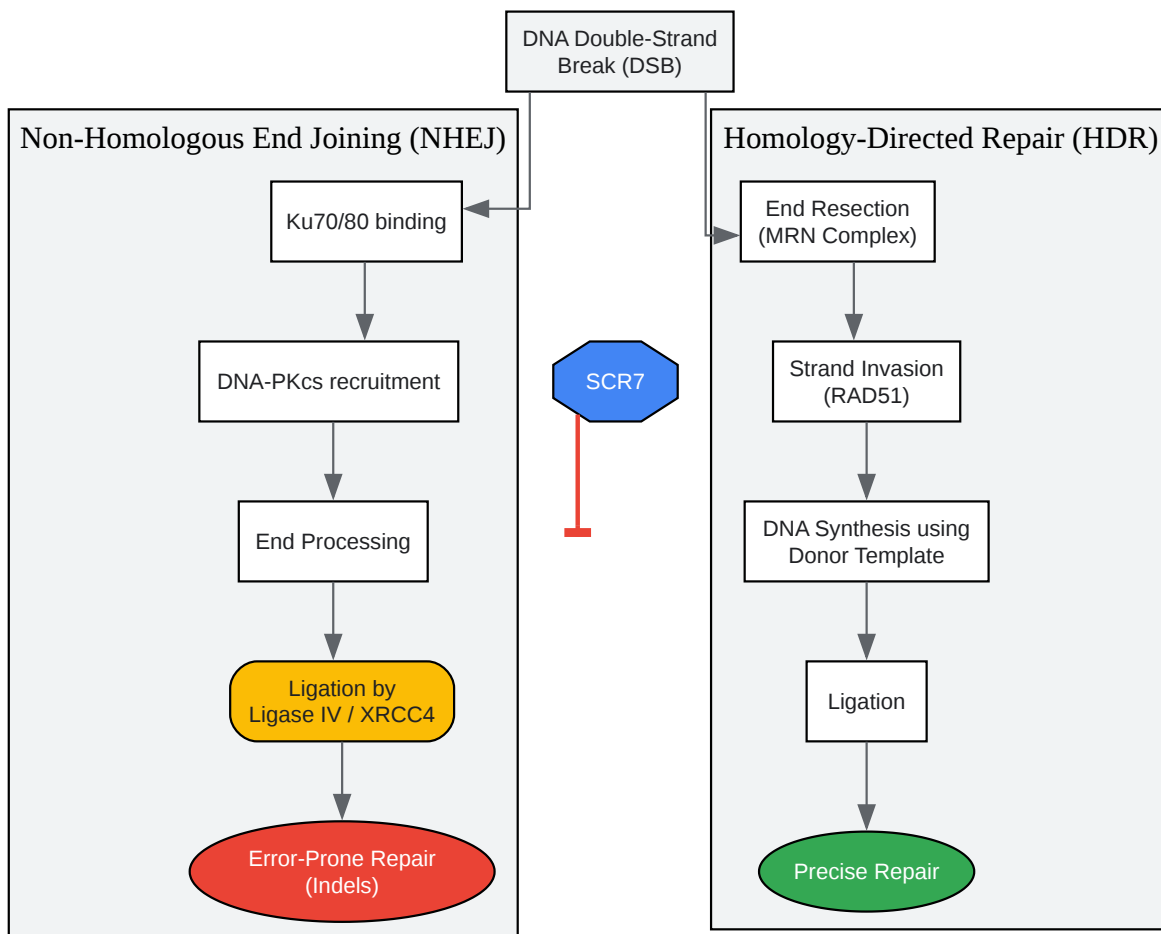 DNA Double-Strand
Break (DSB)
Non-Homologous End Joining (NHEJ)
Ku70/80 binding
DNA-PKcs recruitment
End Processing
Ligation by
Ligase IV / XRCC4
Error-Prone Repair
(Indels)
SCR7
Homology-Directed Repair (HDR)
End Resection
(MRN Complex)
Strand Invasion
(RAD51)
DNA Synthesis using
Donor Template
Ligation
Precise Repair